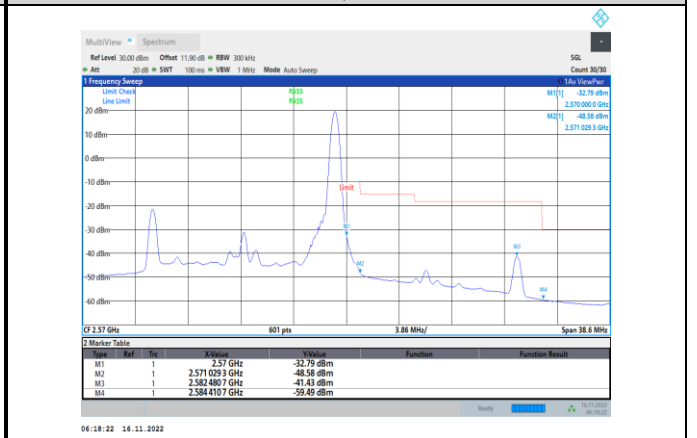 MultiView Spectrum
Ref Level 30.00 dBm Offset 11.90 dB RBW 300 kHz SGL
Att 20 dB SWT 100 ms VBW 1 MHz Mode Auto Sweep Count 30/30
1 Frequency Sweep 1Av ViewPwr
Limit Check PASS M1[1] -32.79 dBm
Line Limit PASS 2.570 000 0 GHz
20 dBm M2[1] -48.58 dBm
2.571 029 3 GHz
10 dBm
0 dBm
-10 dBm
Limit
-20 dBm
-30 dBm M1
-40 dBm M3
M2
-50 dBm
M4
-60 dBm
CF 2.57 GHz 601 pts 3.86 MHz/ Span 38.6 MHz
2 Marker Table
Type Ref Trc X-Value Y-Value Function Function Result
M1 1 2.57 GHz -32.79 dBm
M2 1 2.571 029 3 GHz -48.58 dBm
M3 1 2.582 480 7 GHz -41.43 dBm
M4 1 2.584 410 7 GHz -59.49 dBm
Ready 16.11.2022
06:18:22
06:18:22 16.11.2022